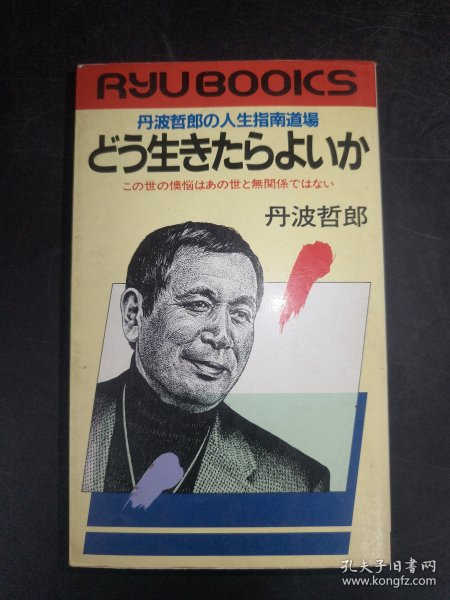 RYU BOOKS
丹波哲郎の人生指南道場
どう生きたらよいか
この世の懊悩はあの世と無関係ではない
丹波哲郎
孔夫子旧书网
www.kongfz.com